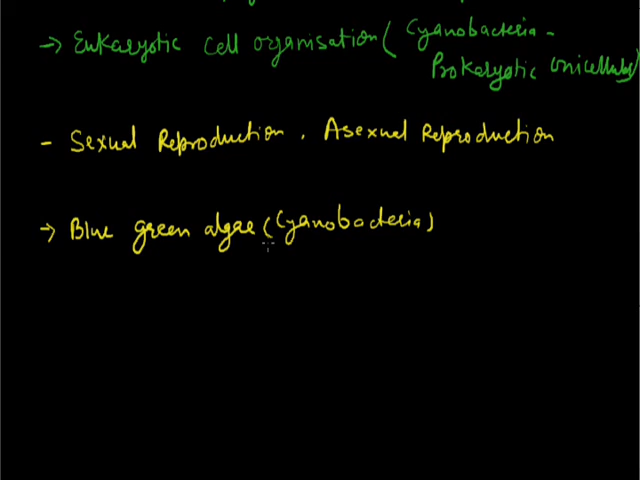 → Eukaryotic Cell Organisation ( Cyanobacteria -
Prokaryotic Unicellular)
- Sexual Reproduction , Asexual Reproduction
→ Blue green algae (Cyanobacteria)